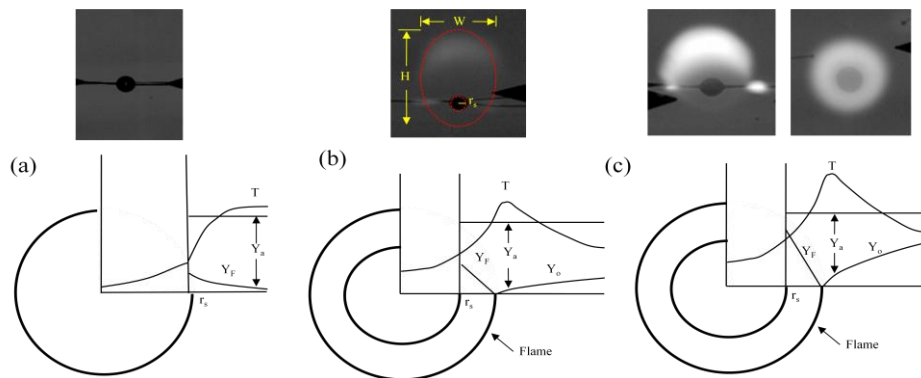 W
H
r_s
(a)
T
Y_a
Y_F
r_s
(b)
T
Y_F
Y_a
Y_o
r_s
Flame
(c)
T
Y_F
Y_a
Y_o
r_s
Flame